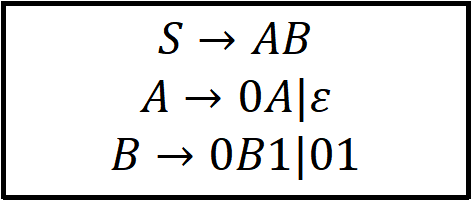 𝑆 → 𝐴𝐵
𝐴 → 0𝐴|𝜀
𝐵 → 0𝐵1|01